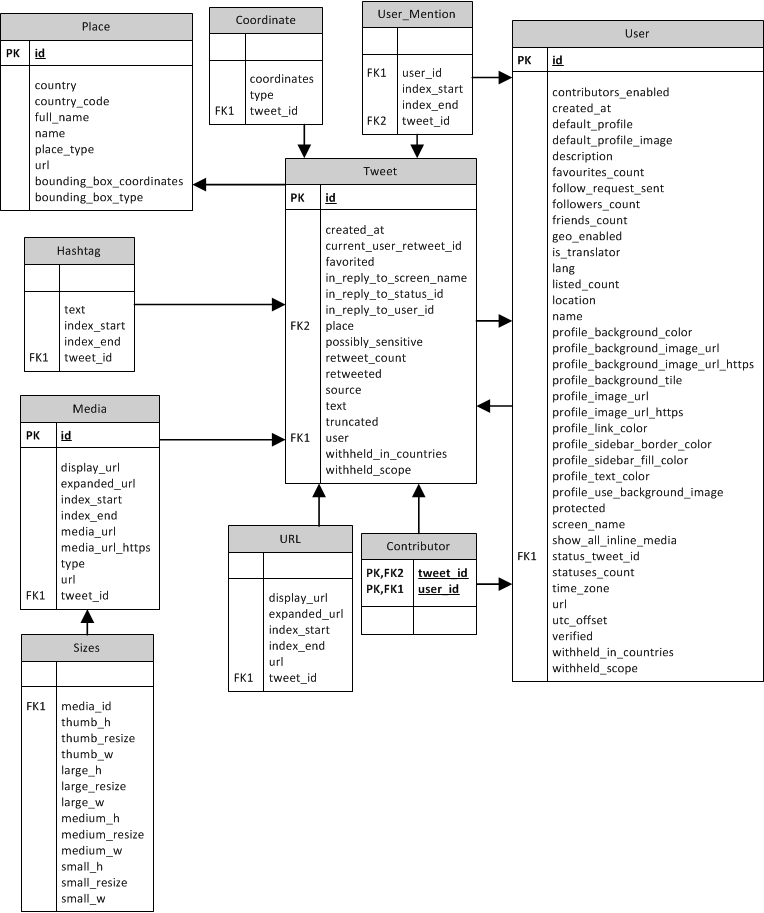 Place
PK id
country
country_code
full_name
name
place_type
url
bounding_box_coordinates
bounding_box_type
Coordinate
coordinates
type
FK1 tweet_id
User_Mention
FK1 user_id
index_start
index_end
FK2 tweet_id
User
PK id
contributors_enabled
created_at
default_profile
default_profile_image
description
favourites_count
follow_request_sent
followers_count
friends_count
geo_enabled
is_translator
lang
listed_count
location
name
profile_background_color
profile_background_image_url
profile_background_image_url_https
profile_background_tile
profile_image_url
profile_image_url_https
profile_link_color
profile_sidebar_border_color
profile_sidebar_fill_color
profile_text_color
profile_use_background_image
protected
screen_name
show_all_inline_media
FK1 status_tweet_id
statuses_count
time_zone
url
utc_offset
verified
withheld_in_countries
withheld_scope
Tweet
PK id
created_at
current_user_retweet_id
favorited
in_reply_to_screen_name
in_reply_to_status_id
in_reply_to_user_id
FK2 place
possibly_sensitive
retweet_count
retweeted
source
text
truncated
FK1 user
withheld_in_countries
withheld_scope
Hashtag
text
index_start
index_end
FK1 tweet_id
Media
PK id
display_url
expanded_url
index_start
index_end
media_url
media_url_https
type
url
FK1 tweet_id
URL
display_url
expanded_url
index_start
index_end
url
FK1 tweet_id
Contributor
PK,FK2 tweet_id
PK,FK1 user_id
Sizes
FK1 media_id
thumb_h
thumb_resize
thumb_w
large_h
large_resize
large_w
medium_h
medium_resize
medium_w
small_h
small_resize
small_w